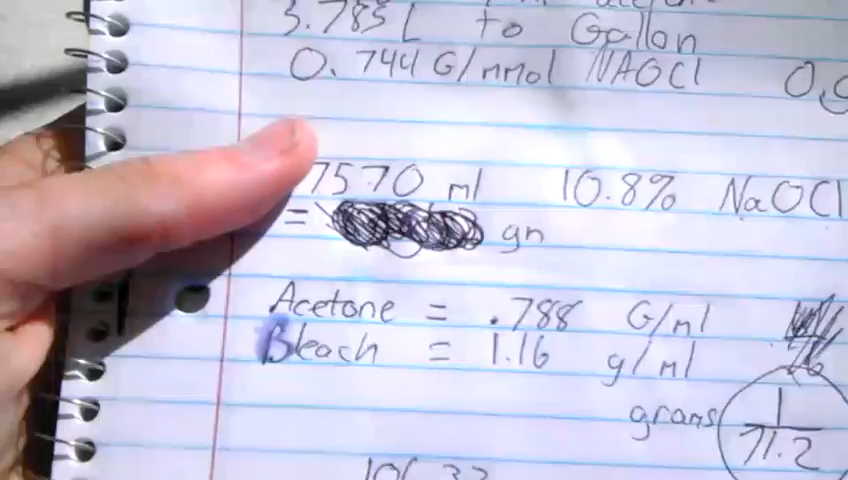 3.785 L to Gallon
0.744 G/mmol NAOCl
7570 ml 10.8% NaOCl
= gn
Acetone = .788 G/ml
Bleach = 1.16 g/ml
grams 1/71.2